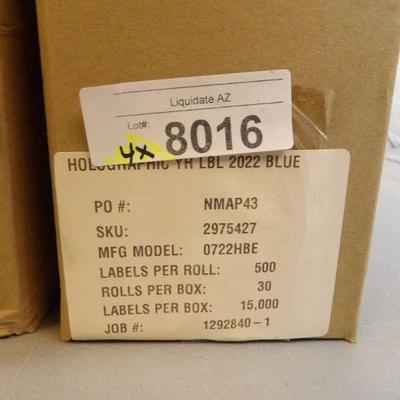 Liquidate AZ
Lot#: 8016
4x
HOLOGRAPHIC YR LBL 2022 BLUE
PO #: NMAP43
SKU: 2975427
MFG MODEL: 0722HBE
LABELS PER ROLL: 500
ROLLS PER BOX: 30
LABELS PER BOX: 15,000
JOB #: 1292840-1